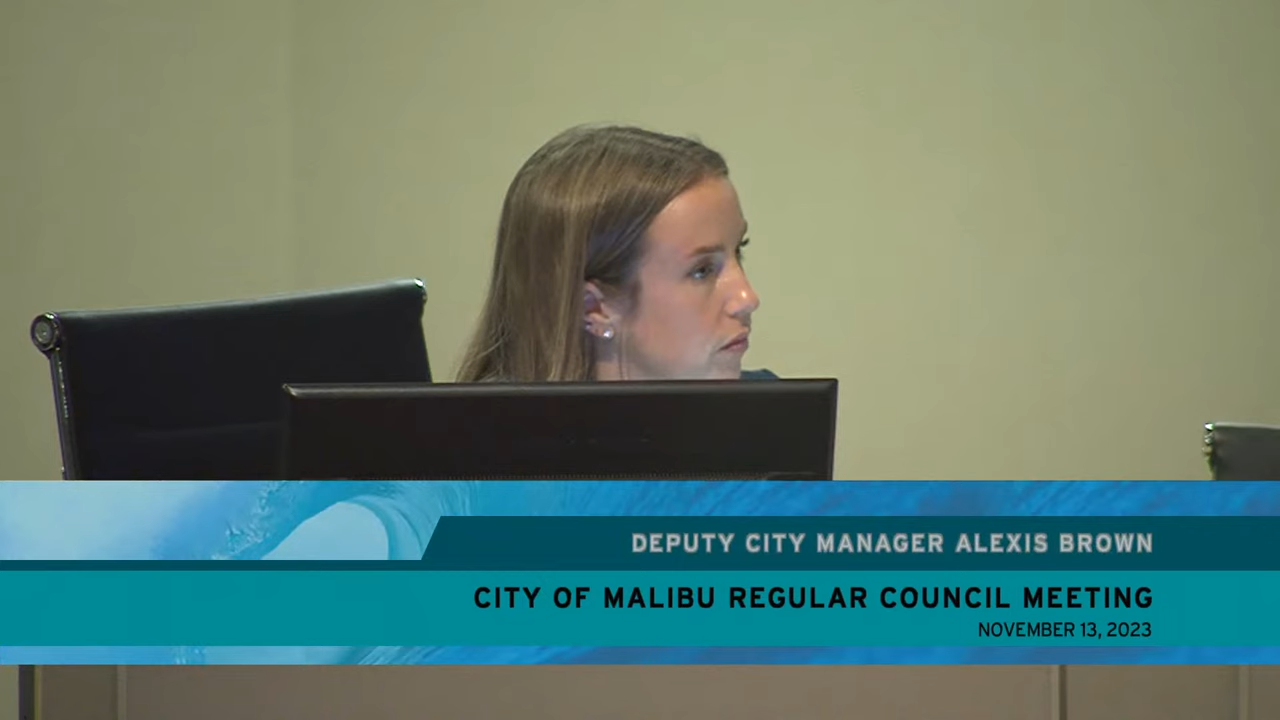 DEPUTY CITY MANAGER ALEXIS BROWN
CITY OF MALIBU REGULAR COUNCIL MEETING
NOVEMBER 13, 2023